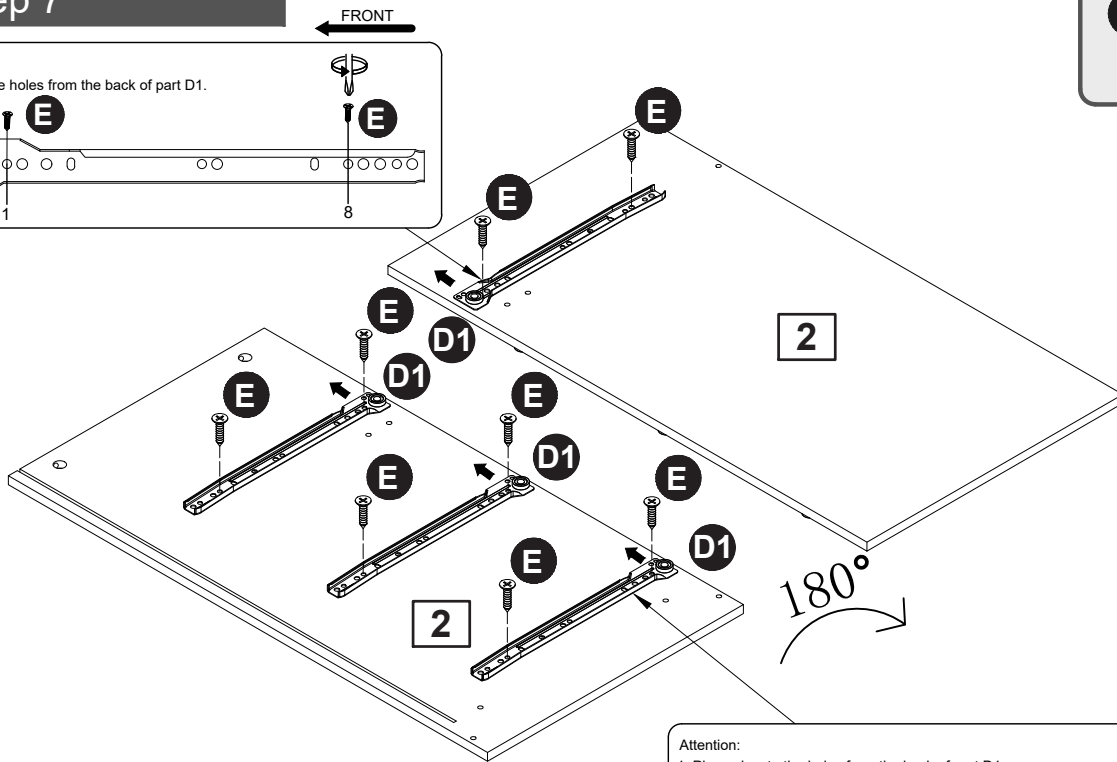 ep 7
FRONT
e holes from the back of part D1.
E
E
1
8
E
E
2
E
D1
D1
E
E
D1
E
E
D1
E
2
180°
Attention: